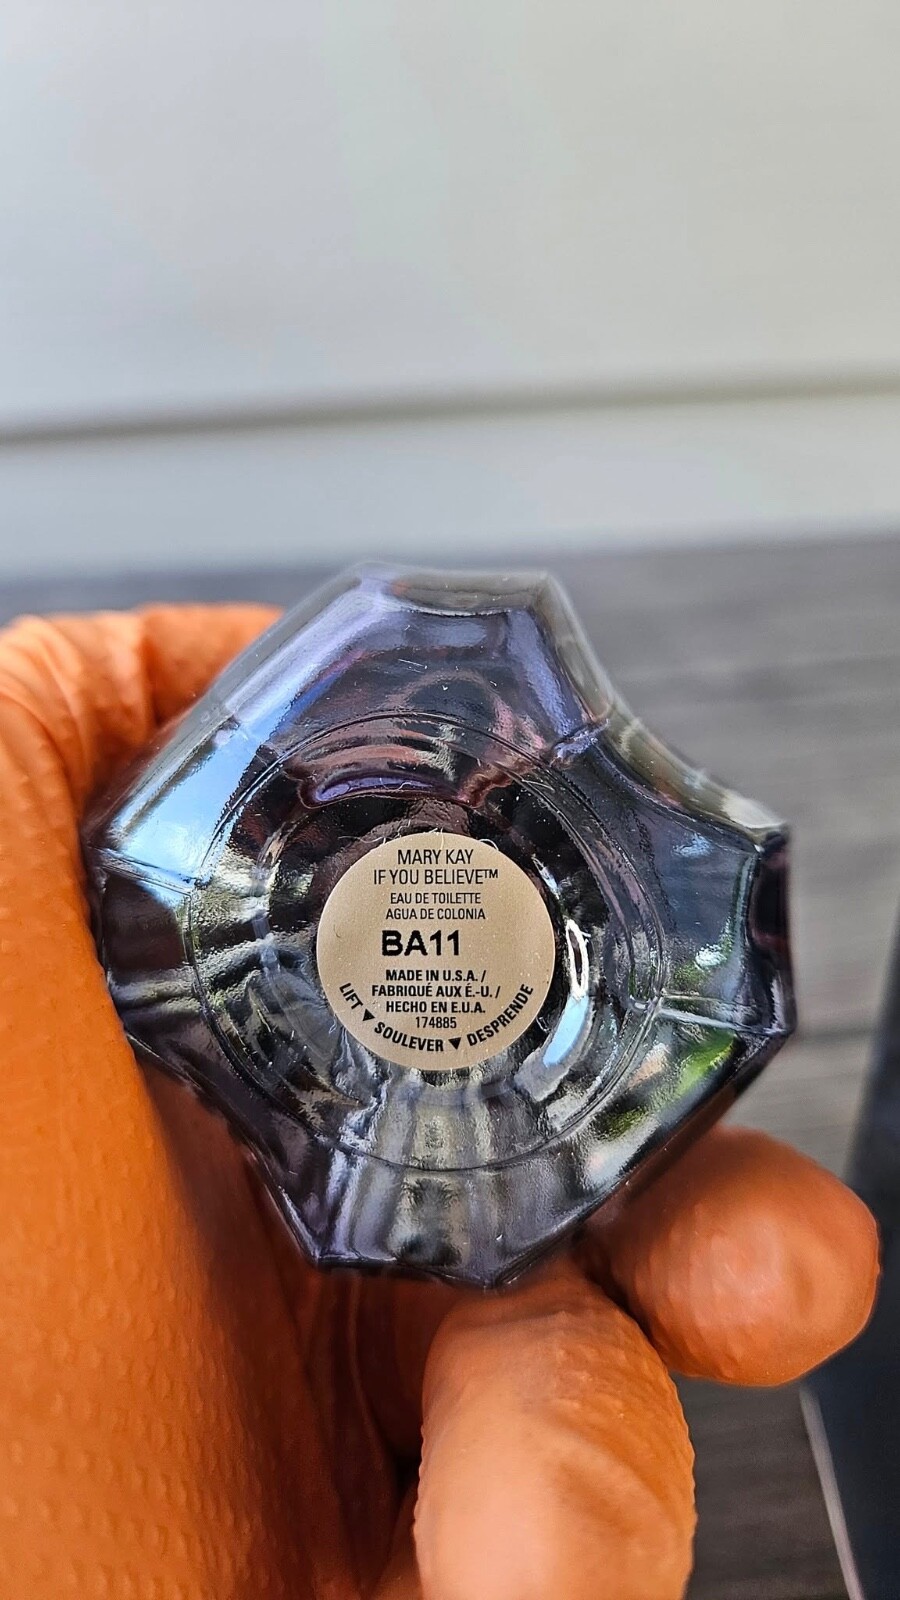 MARY KAY
IF YOU BELIEVE™
EAU DE TOILETTE
AGUA DE COLONIA
BA11
MADE IN U.S.A. /
FABRIQUÉ AUX É.-U. /
HECHO EN E.U.A.
174885
LIFT ▼ SOULEVER ▼ DESPRENDE